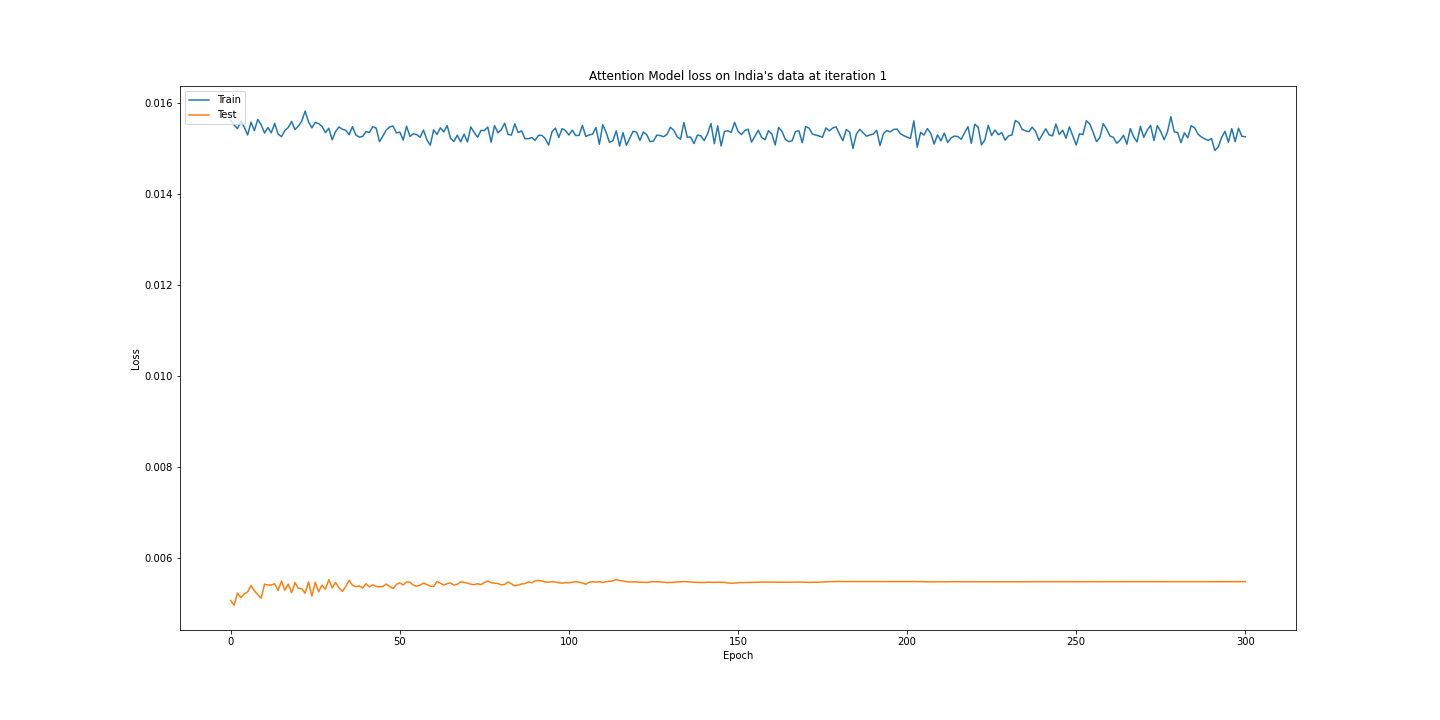 Attention Model loss on India's data at iteration 1
Train
Test
0.016
0.014
0.012
0.010
0.008
0.006
Loss
0 50 100 150 200 250 300
Epoch